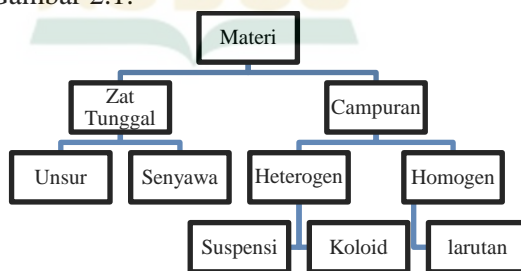 Gambar 2.1.
Materi
Zat
Tunggal
Campuran
Unsur
Senyawa
Heterogen
Homogen
Suspensi
Koloid
larutan